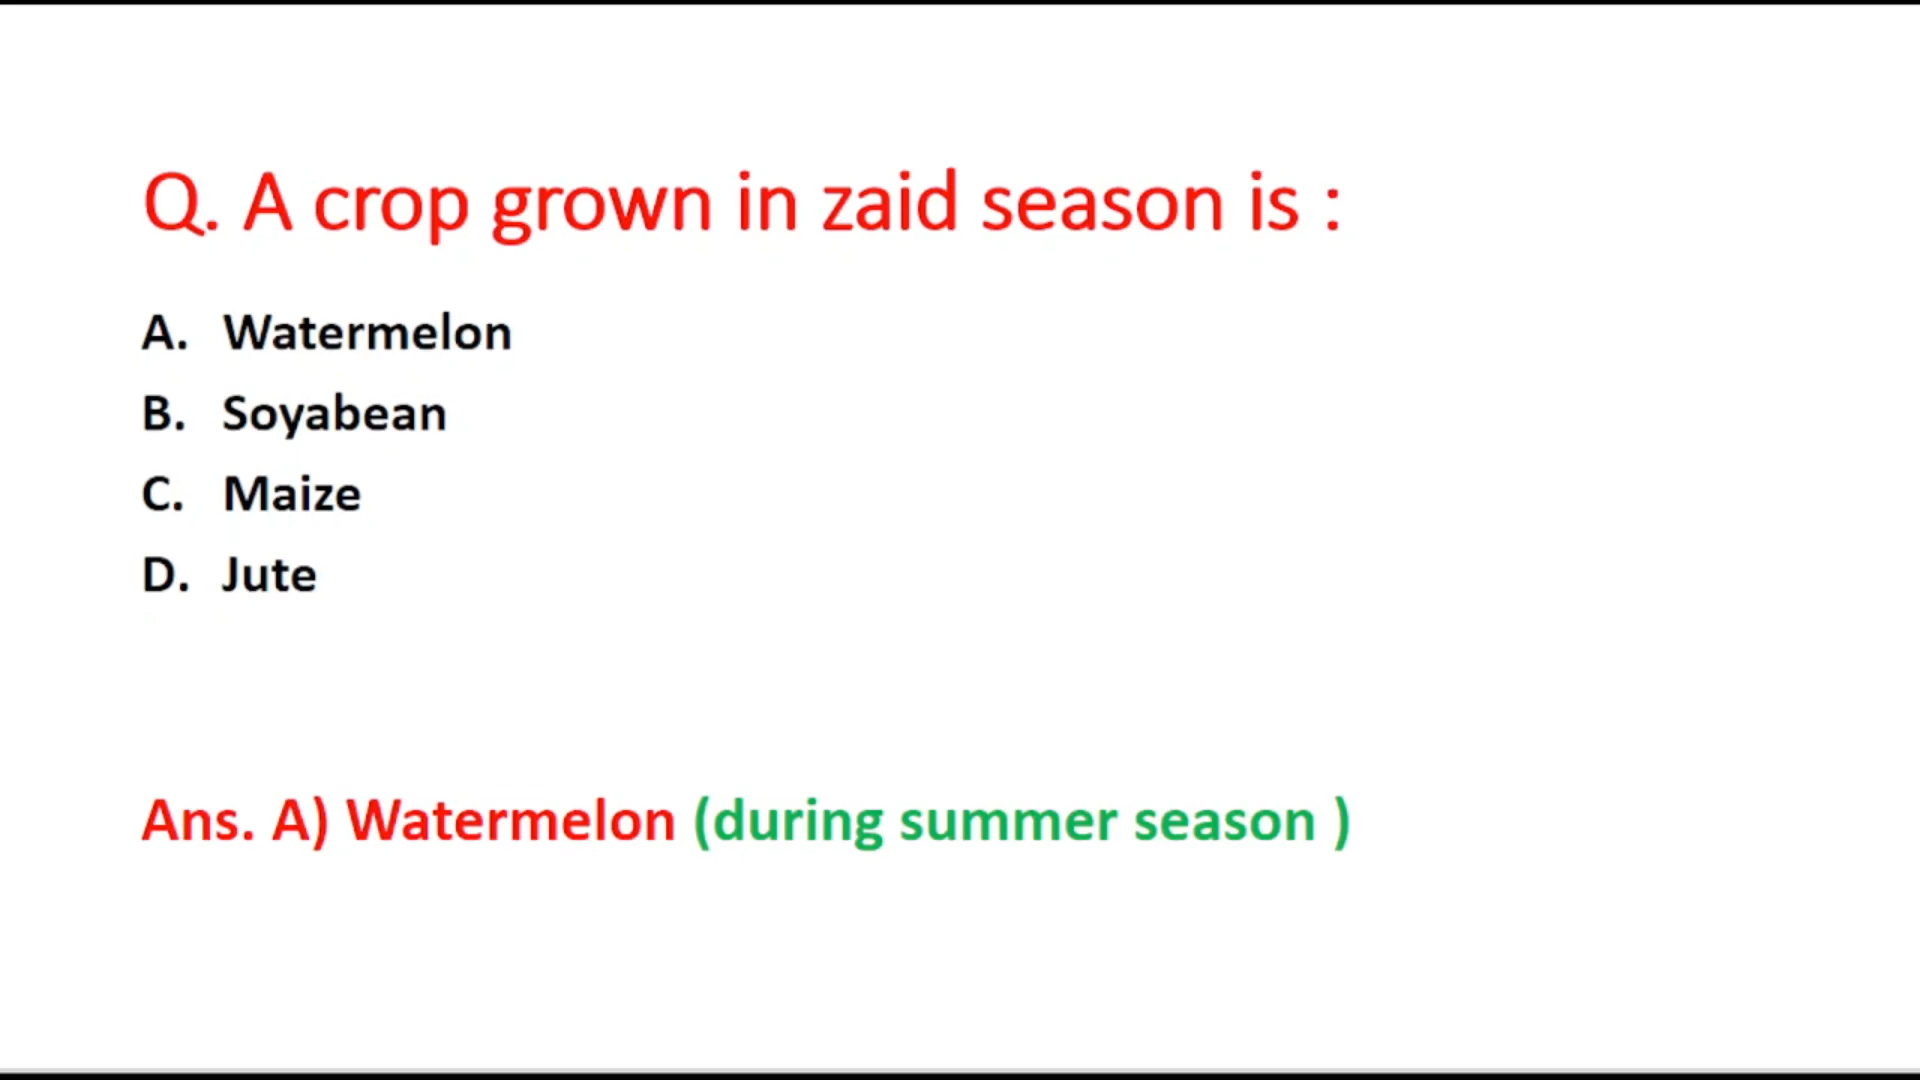 Q. A crop grown in zaid season is :
A. Watermelon
B. Soyabean
C. Maize
D. Jute
Ans. A) Watermelon (during summer season )